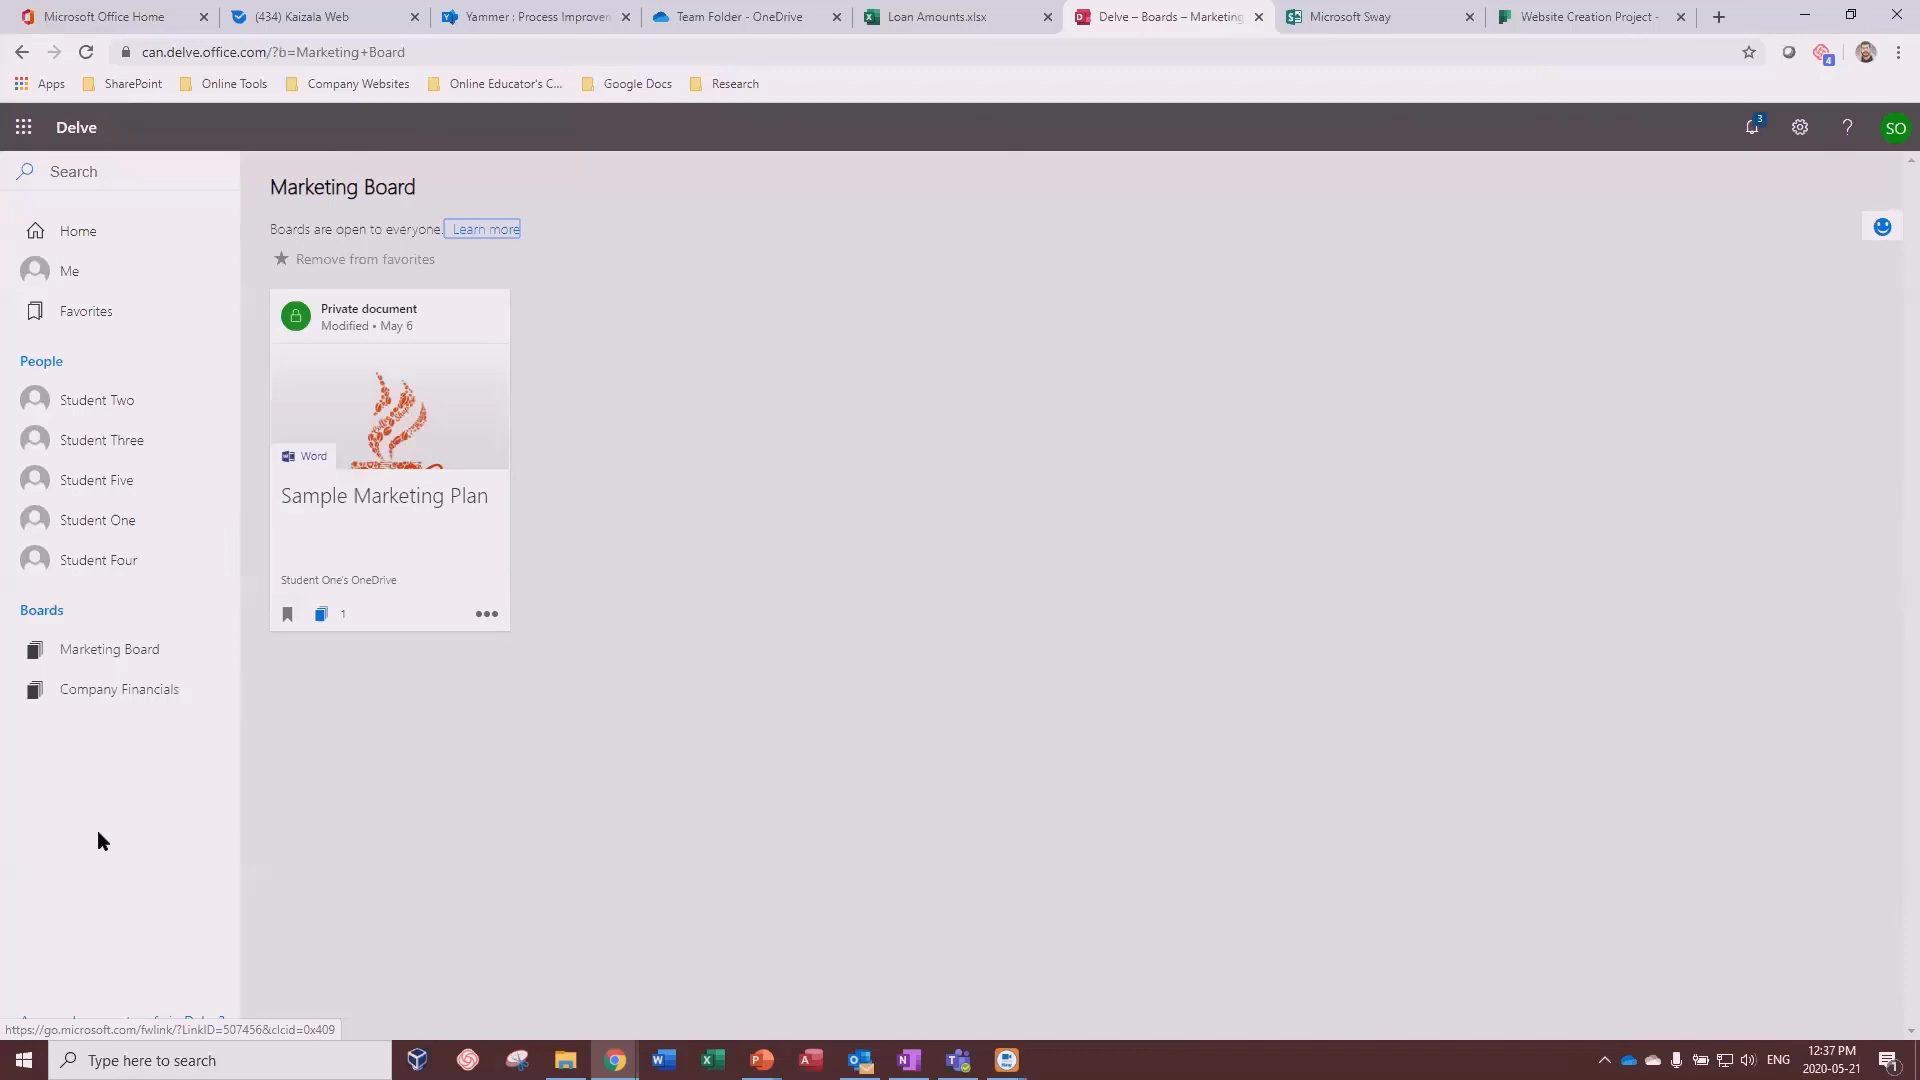 Microsoft Office Home
(434) Kaizala Web
Yammer : Process Improven
Team Folder - OneDrive
Loan Amounts.xlsx
Delve – Boards – Marketing
Microsoft Sway
Website Creation Project -
can.delve.office.com/?b=Marketing+Board
4
Apps
SharePoint
Online Tools
Company Websites
Online Educator's C...
Google Docs
Research
Delve
3
?
SO
Search
Home
Me
Favorites
People
Student Two
Student Three
Student Five
Student One
Student Four
Boards
Marketing Board
Company Financials
Marketing Board
Boards are open to everyone. Learn more
Remove from favorites
Private document
Modified • May 6
Word
Sample Marketing Plan
Student One's OneDrive
1
https://go.microsoft.com/fwlink/?LinkID=507456&clcid=0x409
Type here to search
ENG
12:37 PM
2020-05-21
1